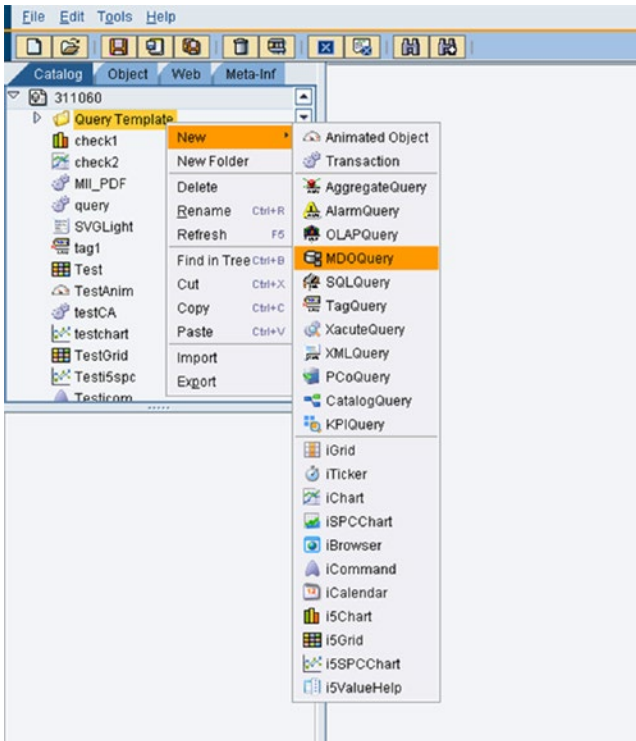 File Edit Tools Help
Catalog Object Web Meta-Inf
311060
Query Template
check1
check2
MII_PDF
query
SVGLight
tag1
Test
TestAnim
testCA
testchart
TestGrid
Testi5spc
Testicom
New
New Folder
Delete
Rename Ctrl+R
Refresh F5
Find in Tree Ctrl+B
Cut Ctrl+X
Copy Ctrl+C
Paste Ctrl+V
Import
Export
Animated Object
Transaction
AggregateQuery
AlarmQuery
OLAPQuery
MDOQuery
SQLQuery
TagQuery
XacuteQuery
XMLQuery
PCoQuery
CatalogQuery
KPIQuery
iGrid
iTicker
iChart
iSPCChart
iBrowser
iCommand
iCalendar
i5Chart
i5Grid
i5SPCChart
i5ValueHelp